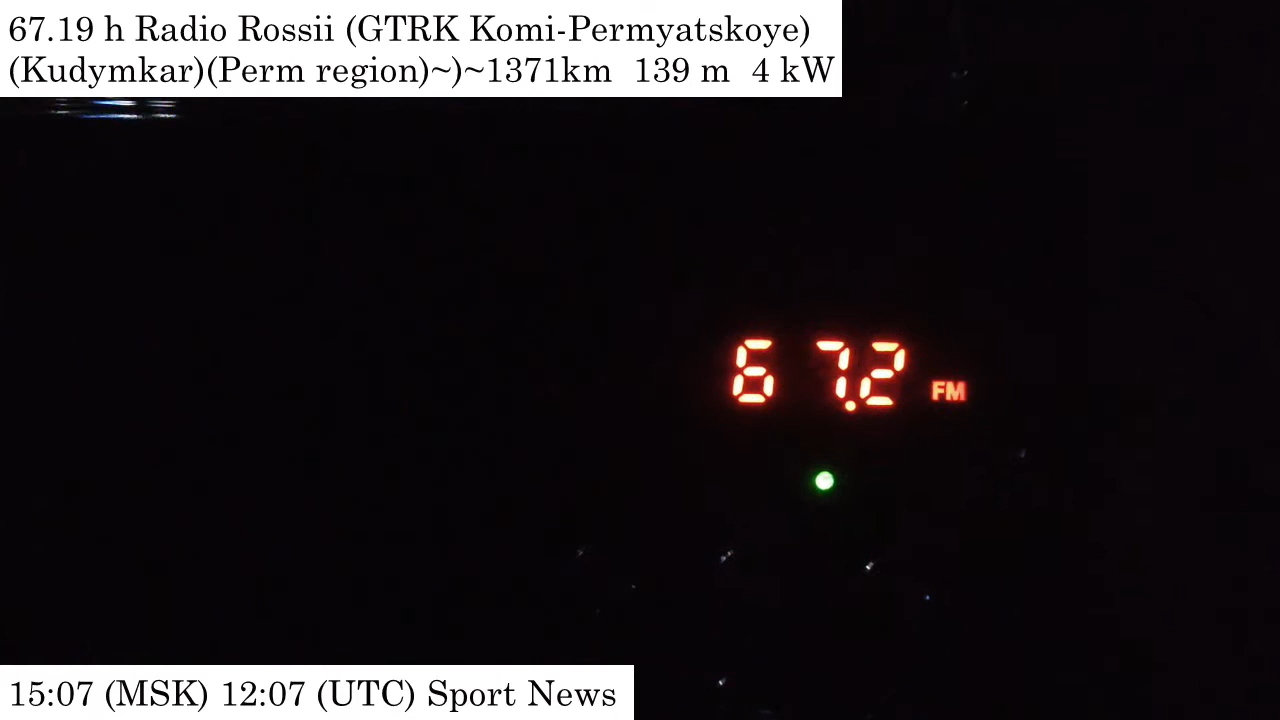 67.19 h Radio Rossii (GTRK Komi-Permyatskoye)
(Kudymkar)(Perm region)~)~1371km 139 m 4 kW
67.2 FM
15:07 (MSK) 12:07 (UTC) Sport News